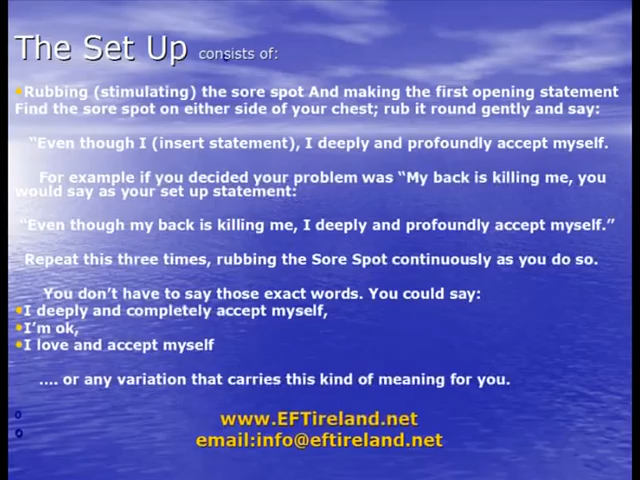 The Set Up consists of:
•Rubbing (stimulating) the sore spot And making the first opening statement
Find the sore spot on either side of your chest; rub it round gently and say:
“Even though I (insert statement), I deeply and profoundly accept myself.
For example if you decided your problem was “My back is killing me, you
would say as your set up statement:
“Even though my back is killing me, I deeply and profoundly accept myself.”
Repeat this three times, rubbing the Sore Spot continuously as you do so.
You don’t have to say those exact words. You could say:
•I deeply and completely accept myself,
•I’m ok,
•I love and accept myself
.... or any variation that carries this kind of meaning for you.
www.EFTireland.net
email:info@eftireland.net